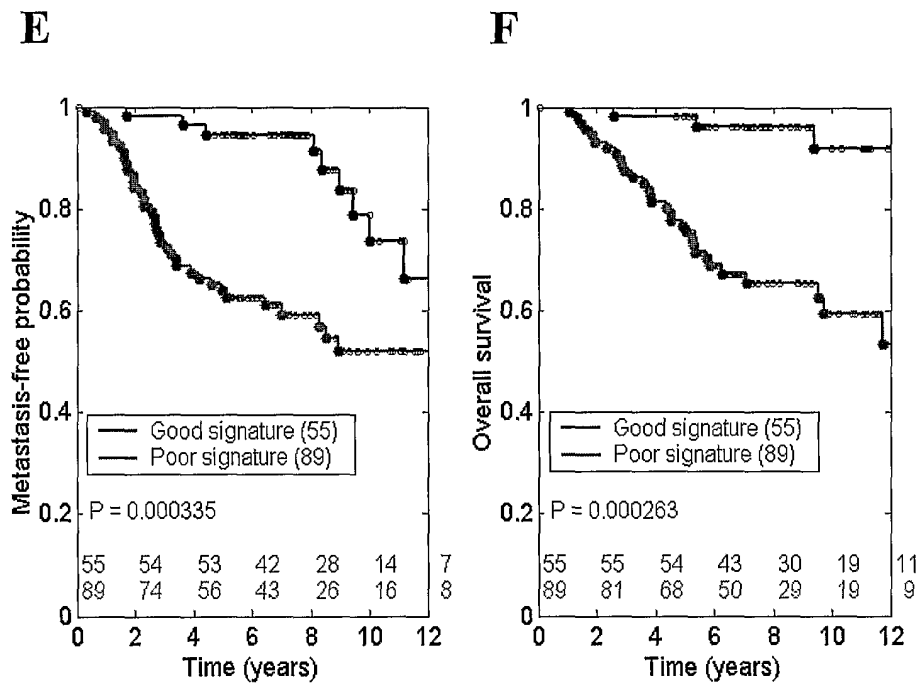 E
F
Metastasis-free probability
1
0.8
0.6
0.4
0.2
0
Good signature (55)
Poor signature (89)
P = 0.000335
55 54 53 42 28 14 7
89 74 56 43 26 16 8
0 2 4 6 8 10 12
Time (years)
Overall survival
1
0.8
0.6
0.4
0.2
0
Good signature (55)
Poor signature (89)
P = 0.000263
55 55 54 43 30 19 11
89 81 68 50 29 19 9
0 2 4 6 8 10 12
Time (years)